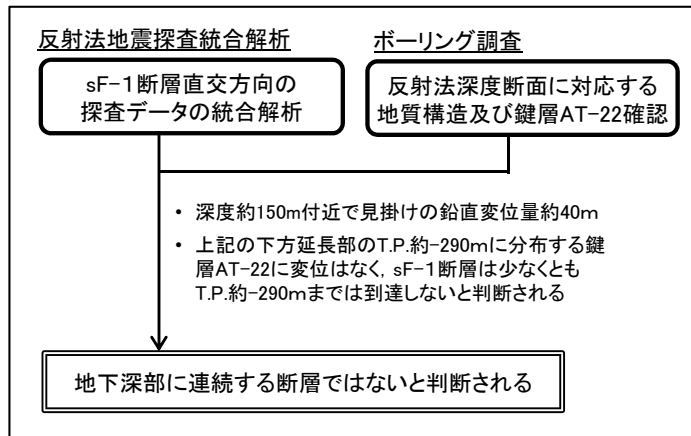 反射法地震探査統合解析
sF-1断層直交方向の
探査データの統合解析
ボーリング調査
反射法深度断面に対応する
地質構造及び鍵層AT-22確認
・ 深度約150m付近で見掛けの鉛直変位量約40m
・ 上記の下方延長部のT.P.約-290mに分布する鍵
層AT-22に変位はなく，sF-1断層は少なくとも
T.P.約-290mまでは到達しないと判断される
地下深部に連続する断層ではないと判断される